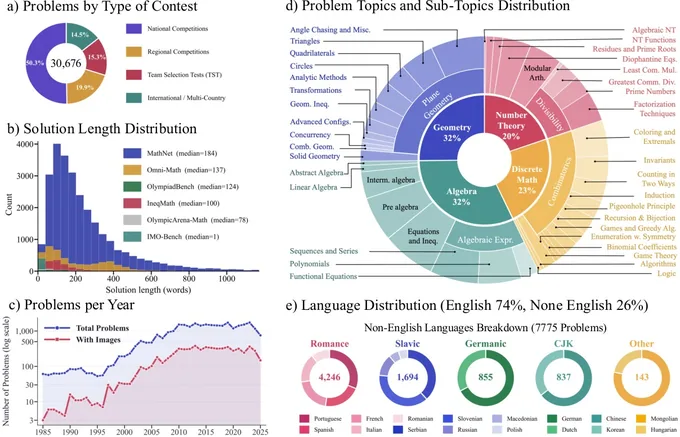 a) Problems by Type of Contest
50.3%
14.5%
15.3%
19.9%
30,676
National Competitions
Regional Competitions
Team Selection Tests (TST)
International / Multi-Country
b) Solution Length Distribution
Count
4000
3000
2000
1000
0
MathNet (median=184)
Omni-Math (median=137)
OlympiadBench (median=124)
IneqMath (median=100)
OlympicArena-Math (median=78)
IMO-Bench (median=1)
0 200 400 600 800 1000
Solution length (words)
c) Problems per Year
Number of Problems (log scale)
1,000
500
100
50
10
3
Total Problems
With Images
1985 1990 1995 2000 2005 2010 2015 2020 2025
d) Problem Topics and Sub-Topics Distribution
Angle Chasing and Misc.
Triangles
Quadrilaterals
Circles
Analytic Methods
Transformations
Geom. Ineq.
Advanced Configs.
Concurrency
Comb. Geom.
Solid Geometry
Abstract Algebra
Linear Algebra
Sequences and Series
Polynomials
Functional Equations
Plane
Geometry
Geometry
32%
Number
Theory
20%
Discrete
Math
23%
Algebra
32%
Modular
Arth.
Divisibility
Combinatorics
Interm. algebra
Pre algebra
Equations
and Ineq.
Algebraic Expr.
Algebraic NT
NT Functions
Residues and Prime Roots
Diophantine Eqs.
Least Com. Mul.
Greatest Comm. Div.
Prime Numbers
Factorization
Techniques
Coloring and
Extremals
Invariants
Counting in
Two Ways
Induction
Pigeonhole Principle
Recursion & Bijection
Games and Greedy Alg.
Enumeration w. Symmetry
Binomial Coefficients
Game Theory
Algorithms
Logic
e) Language Distribution (English 74%, None English 26%)
Non-English Languages Breakdown (7775 Problems)
Romance
4,246
Slavic
1,694
Germanic
855
CJK
837
Other
143
Portuguese French Romanian Slovenian Macedonian German Chinese Mongolian
Spanish Italian Serbian Russian Polish Dutch Korean Hungarian